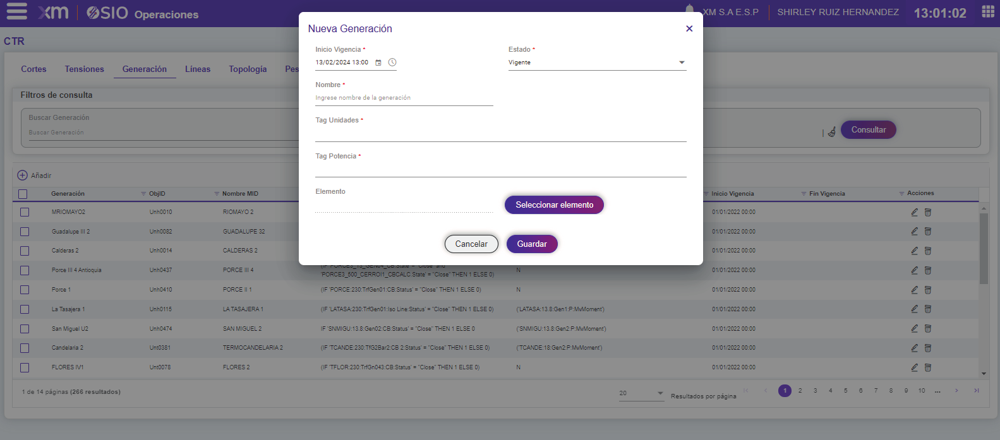 xm SIO Operaciones XM S.A E.S.P SHIRLEY RUIZ HERNANDEZ 13:01:02
CTR
Cortes Tensiones Generación Líneas Topología Pes
Filtros de consulta
Buscar Generación
Buscar Generación
Consultar
Nueva Generación
Inicio Vigencia * Estado *
13/02/2024 13:00 Vigente
Nombre *
Ingrese nombre de la generación
Tag Unidades *
Tag Potencia *
Elemento
Seleccionar elemento
Cancelar Guardar
Añadir
Generación ObjID Nombre MID Inicio Vigencia Fin Vigencia Acciones
MRIOMAYO2 Unh0010 RIOMAYO 2 01/01/2022 00:00
Guadalupe III 2 Unh0082 GUADALUPE 32 01/01/2022 00:00
Calderas 2 Unh0014 CALDERAS 2 01/01/2022 00:00
(IF 'PORCE3_13_GEN04_CB:State' = "Close" and
Porce III 4 Antioquia Unh0437 PORCE III 4 'PORCE3_500_CERROI1_CBCALC:State' = "Close" THEN 1 ELSE 0) N 01/01/2022 00:00
Porce 1 Unh0410 PORCE II 1 (IF 'PORCE:230:TrfGen01:CB:Status' = "Close" THEN 1 ELSE 0) N 01/01/2022 00:00
La Tasajera 1 Unh0115 LA TASAJERA 1 (IF 'LATASA:230:TrfGen01:Iso Line:Status' = "Close" THEN 1 ELSE 0) ('LATASA:13.8:Gen1:P:MvMoment') 01/01/2022 00:00
San Miguel U2 Unh0474 SAN MIGUEL 2 IF 'SNMIGU:13.8:Gen02:CB:Status' = "Close" THEN 1 ELSE 0 ('SNMIGU:13.8:Gen2:P:MvMoment') 01/01/2022 00:00
Candelaria 2 Unt0381 TERMOCANDELARIA 2 (IF 'TCANDE:230:TfG2Bar2:CB 2:Status' = "Close" THEN 1 ELSE 0) ('TCANDE:18:Gen2:P:MvMoment') 01/01/2022 00:00
FLORES IV1 Unt0078 FLORES 2 (IF 'TFLOR:230:TrfGn043:CB:Status' = "Close" THEN 1 ELSE 0) N 01/01/2022 00:00
1 de 14 páginas (266 resultados) 20 Resultados por página 1 2 3 4 5 6 7 8 9 10 ...